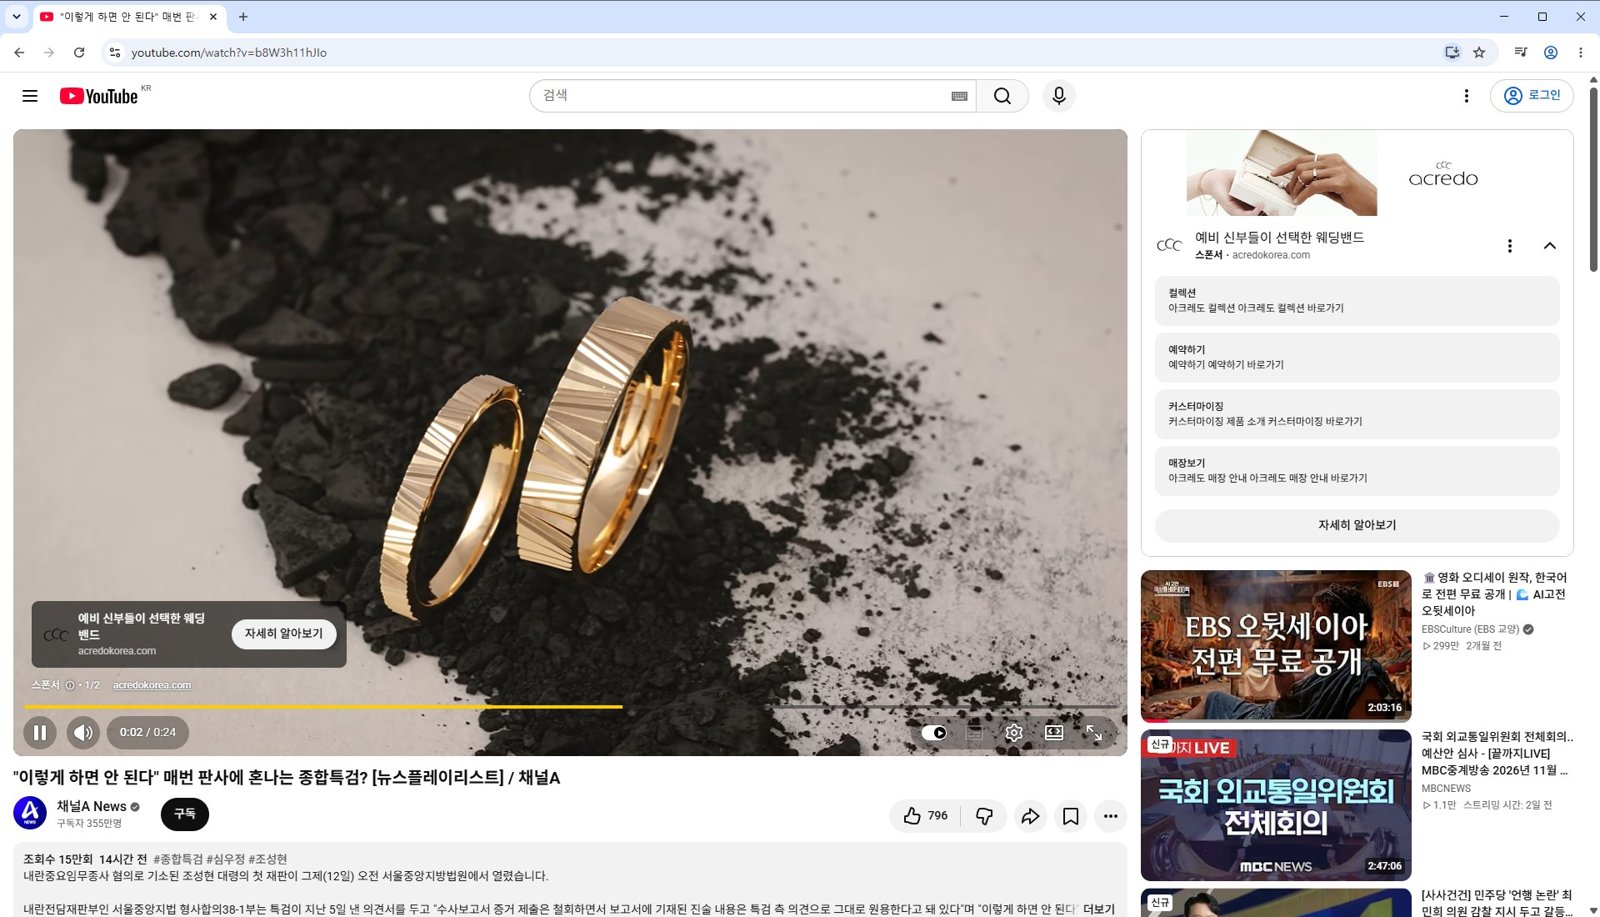 "이렇게 하면 안 된다" 매번 판
youtube.com/watch?v=b8W3h11hJIo
YouTube KR
검색
로그인
acredo
예비 신부들이 선택한 웨딩밴드
스폰서 · acredokorea.com
컬렉션
아크레도 컬렉션 아크레도 컬렉션 바로가기
예약하기
예약하기 예약하기 바로가기
커스터마이징
커스터마이징 제품 소개 커스터마이징 바로가기
매장보기
아크레도 매장 안내 아크레도 매장 안내 바로가기
자세히 알아보기
예비 신부들이 선택한 웨딩
밴드
acredokorea.com
자세히 알아보기
스폰서 · 1/2 acredokorea.com
0:02 / 0:24
"이렇게 하면 안 된다" 매번 판사에 혼나는 종합특검? [뉴스플레이리스트] / 채널A
채널A News
구독자 355만명
구독
796
조회수 15만회 14시간 전 #종합특검 #심우정 #조성현
내란중요임무종사 혐의로 기소된 조성현 대령의 첫 재판이 그제(12일) 오전 서울중앙지방법원에서 열렸습니다.
내란전담재판부인 서울중앙지법 형사합의38-1부는 특검이 지난 5일 낸 의견서를 두고 "수사보고서 증거 제출은 철회하면서 보고서에 기재된 진술 내용은 특검 측 의견으로 그대로 원용한다고 돼 있다"며 "이렇게 하면 안 된다" 더보기
EBS
EBS 오뒷세이아
전편 무료 공개
2:03:16
🏛️영화 오디세이 원작, 한국어
로 전편 무료 공개 | 🌊 AI고전
오뒷세이아
EBSCulture (EBS 교양)
299만 2개월 전
신규
까지LIVE
국회 외교통일위원회
전체회의
MBC NEWS
2:47:06
국회 외교통일위원회 전체회의..
예산안 심사 - [끝까지LIVE]
MBC중계방송 2026년 11월 ...
MBCNEWS
1.1만 스트리밍 시간: 2일 전
신규
[사사건건] 민주당 '언행 논란' 최
민희 의원 감찰 지시 두고 갈등...